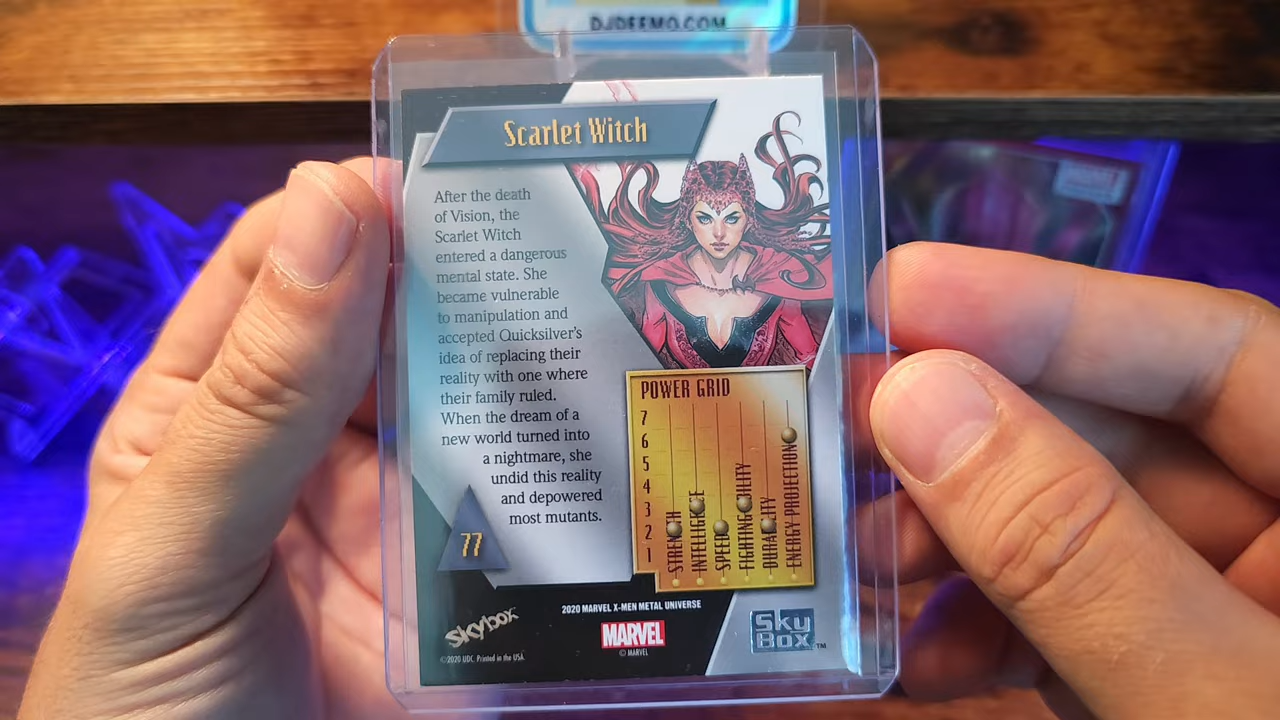 DJDEEMO.COM
Scarlet Witch
After the death
of Vision, the
Scarlet Witch
entered a dangerous
mental state. She
became vulnerable
to manipulation and
accepted Quicksilver's
idea of replacing their
reality with one where
their family ruled.
When the dream of a
new world turned into
a nightmare, she
undid this reality
and depowered
most mutants.
77
POWER GRID
7
6
5
4
3
2
1
STRENGTH
INTELLIGENCE
SPEED
FIGHTING ABILITY
DURABILITY
ENERGY PROJECTION
skybox
2020 MARVEL X-MEN METAL UNIVERSE
MARVEL
© MARVEL
©2020 UDC. Printed in the USA.
SkyBox™